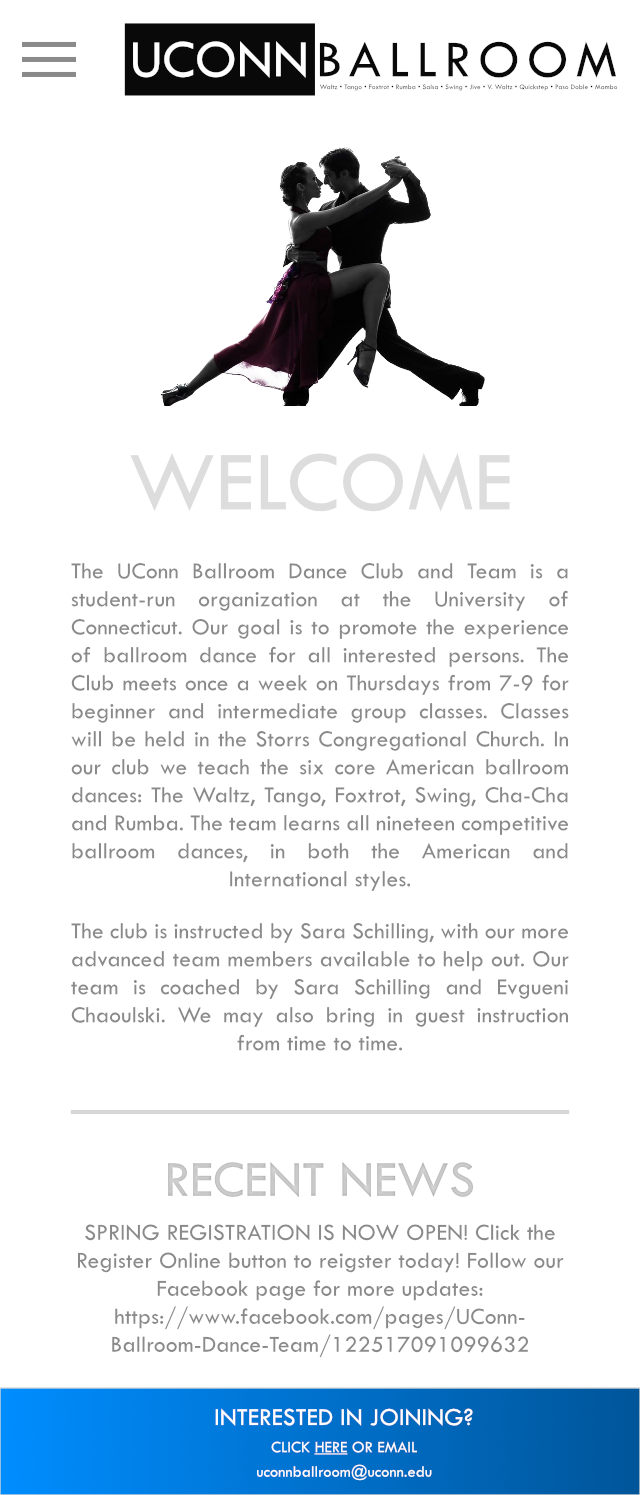 UCONNBALLROOM
Waltz • Tango • Foxtrot • Rumba • Salsa • Swing • Jive • V. Waltz • Quickstep • Paso Doble • Mambo
WELCOME
The UConn Ballroom Dance Club and Team is a
student-run organization at the University of
Connecticut. Our goal is to promote the experience
of ballroom dance for all interested persons. The
Club meets once a week on Thursdays from 7-9 for
beginner and intermediate group classes. Classes
will be held in the Storrs Congregational Church. In
our club we teach the six core American ballroom
dances: The Waltz, Tango, Foxtrot, Swing, Cha-Cha
and Rumba. The team learns all nineteen competitive
ballroom dances, in both the American and
International styles.
The club is instructed by Sara Schilling, with our more
advanced team members available to help out. Our
team is coached by Sara Schilling and Evgueni
Chaoulski. We may also bring in guest instruction
from time to time.
RECENT NEWS
SPRING REGISTRATION IS NOW OPEN! Click the
Register Online button to reigster today! Follow our
Facebook page for more updates:
https://www.facebook.com/pages/UConn-
Ballroom-Dance-Team/122517091099632
INTERESTED IN JOINING?
CLICK HERE OR EMAIL
uconnballroom@uconn.edu